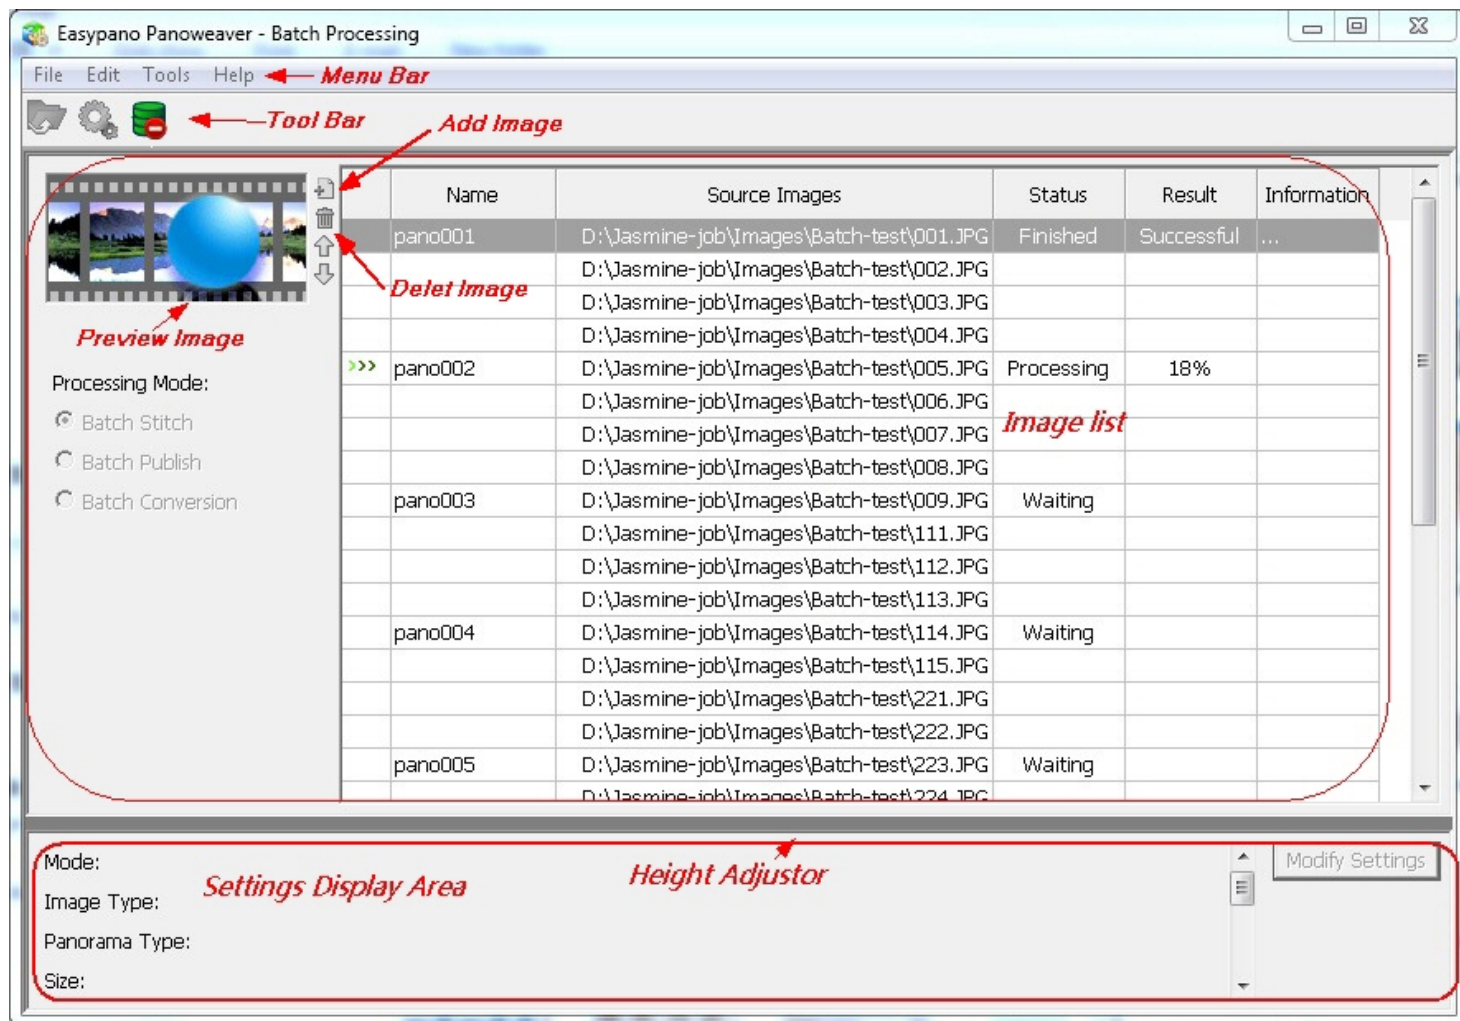 Easypano Panoweaver - Batch Processing
File Edit Tools Help Menu Bar
Tool Bar
Add Image
Name Source Images Status Result Information
pano001 D:\Jasmine-job\Images\Batch-test\001.JPG Finished Successful ...
D:\Jasmine-job\Images\Batch-test\002.JPG
Delet Image
D:\Jasmine-job\Images\Batch-test\003.JPG
Preview Image
D:\Jasmine-job\Images\Batch-test\004.JPG
>>> pano002 D:\Jasmine-job\Images\Batch-test\005.JPG Processing 18%
Processing Mode:
D:\Jasmine-job\Images\Batch-test\006.JPG
Batch Stitch
Image list
D:\Jasmine-job\Images\Batch-test\007.JPG
Batch Publish
D:\Jasmine-job\Images\Batch-test\008.JPG
Batch Conversion
pano003 D:\Jasmine-job\Images\Batch-test\009.JPG Waiting
D:\Jasmine-job\Images\Batch-test\111.JPG
D:\Jasmine-job\Images\Batch-test\112.JPG
D:\Jasmine-job\Images\Batch-test\113.JPG
pano004 D:\Jasmine-job\Images\Batch-test\114.JPG Waiting
D:\Jasmine-job\Images\Batch-test\115.JPG
D:\Jasmine-job\Images\Batch-test\221.JPG
D:\Jasmine-job\Images\Batch-test\222.JPG
pano005 D:\Jasmine-job\Images\Batch-test\223.JPG Waiting
D:\Jasmine-job\Images\Batch-test\224.JPG
Mode:
Settings Display Area
Height Adjustor
Modify Settings
Image Type:
Panorama Type:
Size: